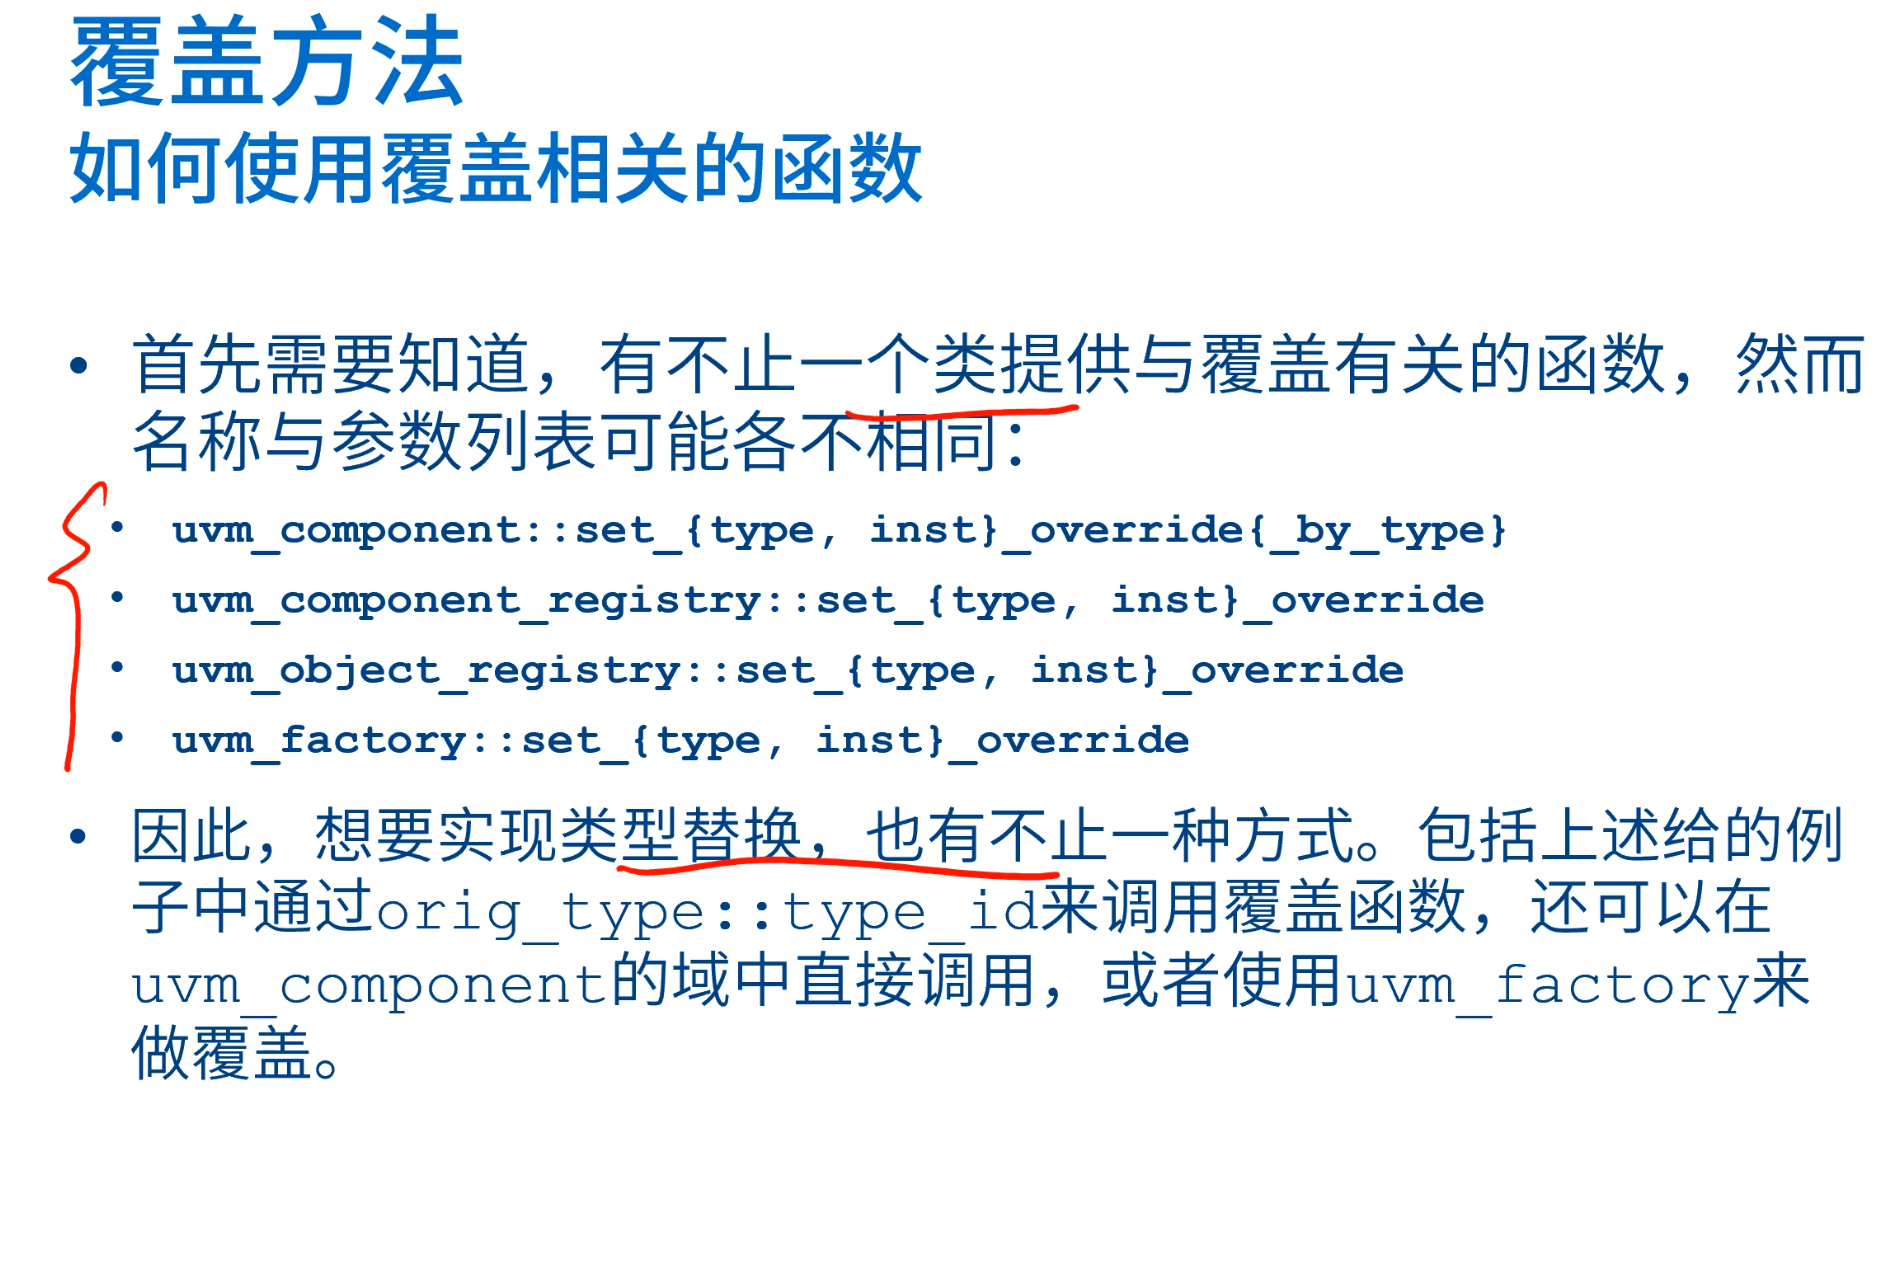 覆盖方法
如何使用覆盖相关的函数
• 首先需要知道，有不止一个类提供与覆盖有关的函数，然而
名称与参数列表可能各不相同：
• uvm_component::set_{type, inst}_override{_by_type}
• uvm_component_registry::set_{type, inst}_override
• uvm_object_registry::set_{type, inst}_override
• uvm_factory::set_{type, inst}_override
• 因此，想要实现类型替换，也有不止一种方式。包括上述给的例
子中通过orig_type::type_id来调用覆盖函数，还可以在
uvm_component的域中直接调用，或者使用uvm_factory来
做覆盖。